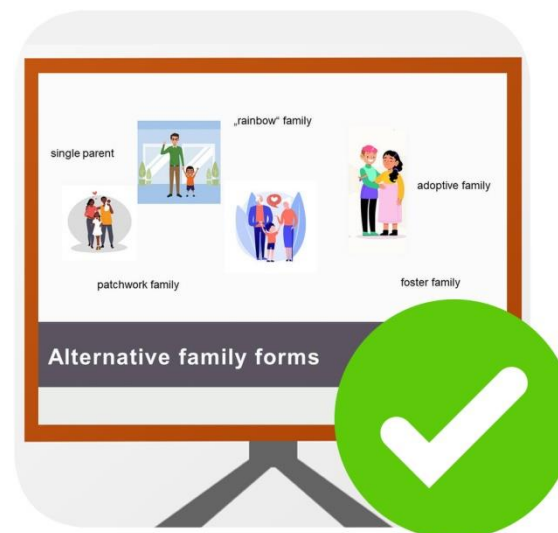 „rainbow“ family
single parent
adoptive family
patchwork family
foster family
Alternative family forms